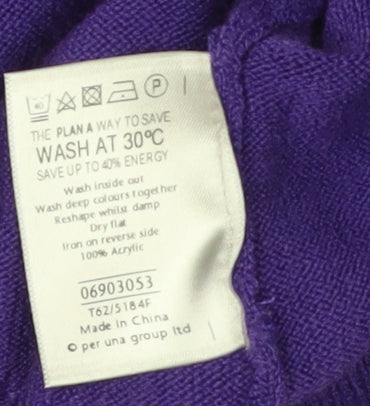 40 P
THE PLAN A WAY TO SAVE
WASH AT 30ºC
SAVE UP TO 40% ENERGY
Wash inside out
Wash deep colours together
Reshape whilst damp
Dry flat
Iron on reverse side
100% Acrylic
06903053
T62/5184F
Made in China
© per una group ltd